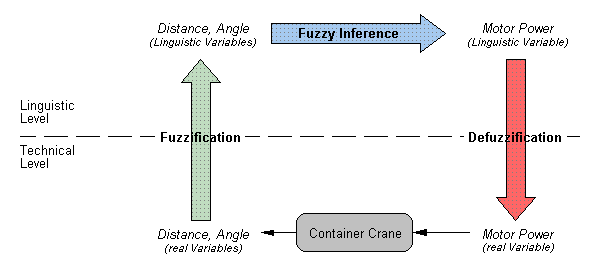 Distance, Angle
(Linguistic Variables)
Fuzzy Inference
Motor Power
(Linguistic Variable)
Linguistic
Level
Fuzzification
Defuzzification
Technical
Level
Distance, Angle
(real Variables)
Container Crane
Motor Power
(real Variable)